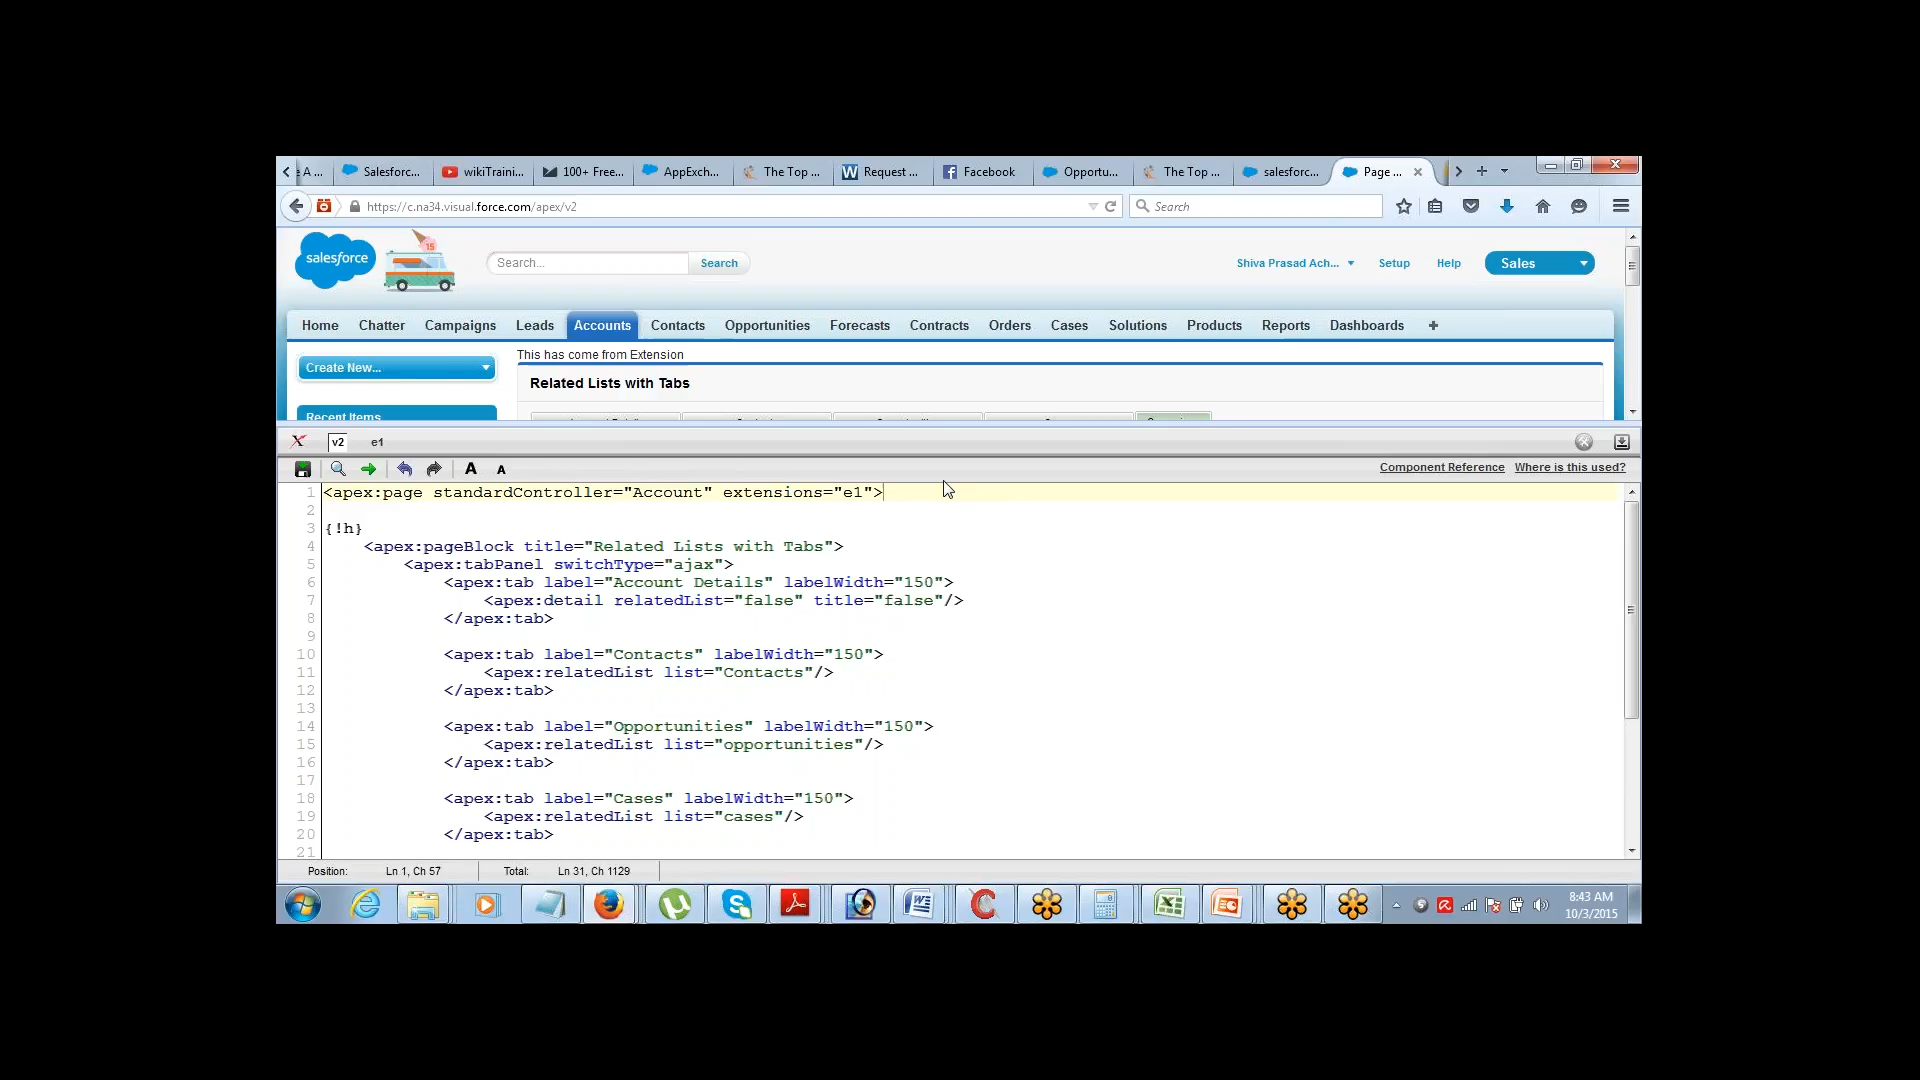 e A ... Salesforc... wikiTraini... 100+ Free... AppExch... The Top ... Request ... Facebook Opportu... The Top ... salesforc... Page ...
https://c.na34.visual.force.com/apex/v2 Search
salesforce 15 Search... Search Shiva Prasad Ach... Setup Help Sales
Home Chatter Campaigns Leads Accounts Contacts Opportunities Forecasts Contracts Orders Cases Solutions Products Reports Dashboards +
This has come from Extension
Create New...
Related Lists with Tabs
Recent Items
v2 e1
A A Component Reference Where is this used?
1 <apex:page standardController="Account" extensions="e1">
2
3 {!h}
4 <apex:pageBlock title="Related Lists with Tabs">
5 <apex:tabPanel switchType="ajax">
6 <apex:tab label="Account Details" labelWidth="150">
7 <apex:detail relatedList="false" title="false"/>
8 </apex:tab>
9
10 <apex:tab label="Contacts" labelWidth="150">
11 <apex:relatedList list="Contacts"/>
12 </apex:tab>
13
14 <apex:tab label="Opportunities" labelWidth="150">
15 <apex:relatedList list="opportunities"/>
16 </apex:tab>
17
18 <apex:tab label="Cases" labelWidth="150">
19 <apex:relatedList list="cases"/>
20 </apex:tab>
21
Position: Ln 1, Ch 57 Total: Ln 31, Ch 1129
8:43 AM
10/3/2015